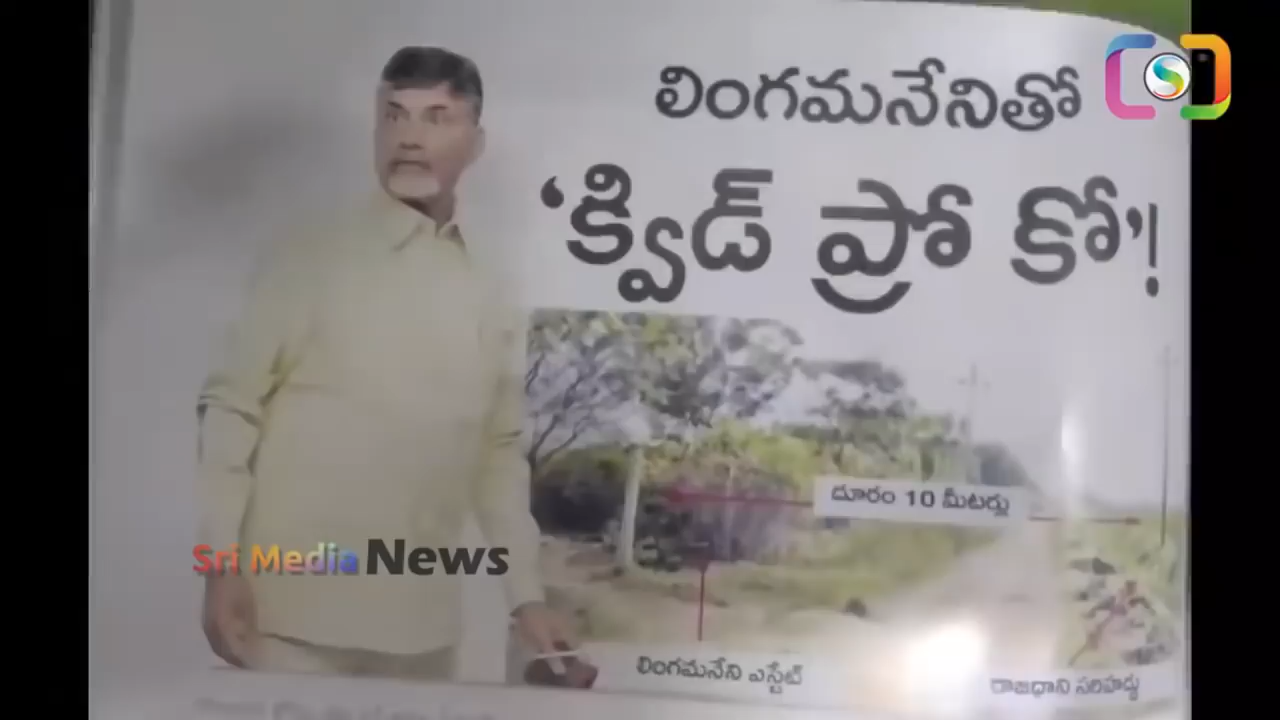 లింగమనేనితో
‘క్విడ్ ప్రో కో’!
దూరం 10 మీటర్లు
Sri Media News
లింగమనేని ఎస్టేట్
రాజధాని సరిహద్దు